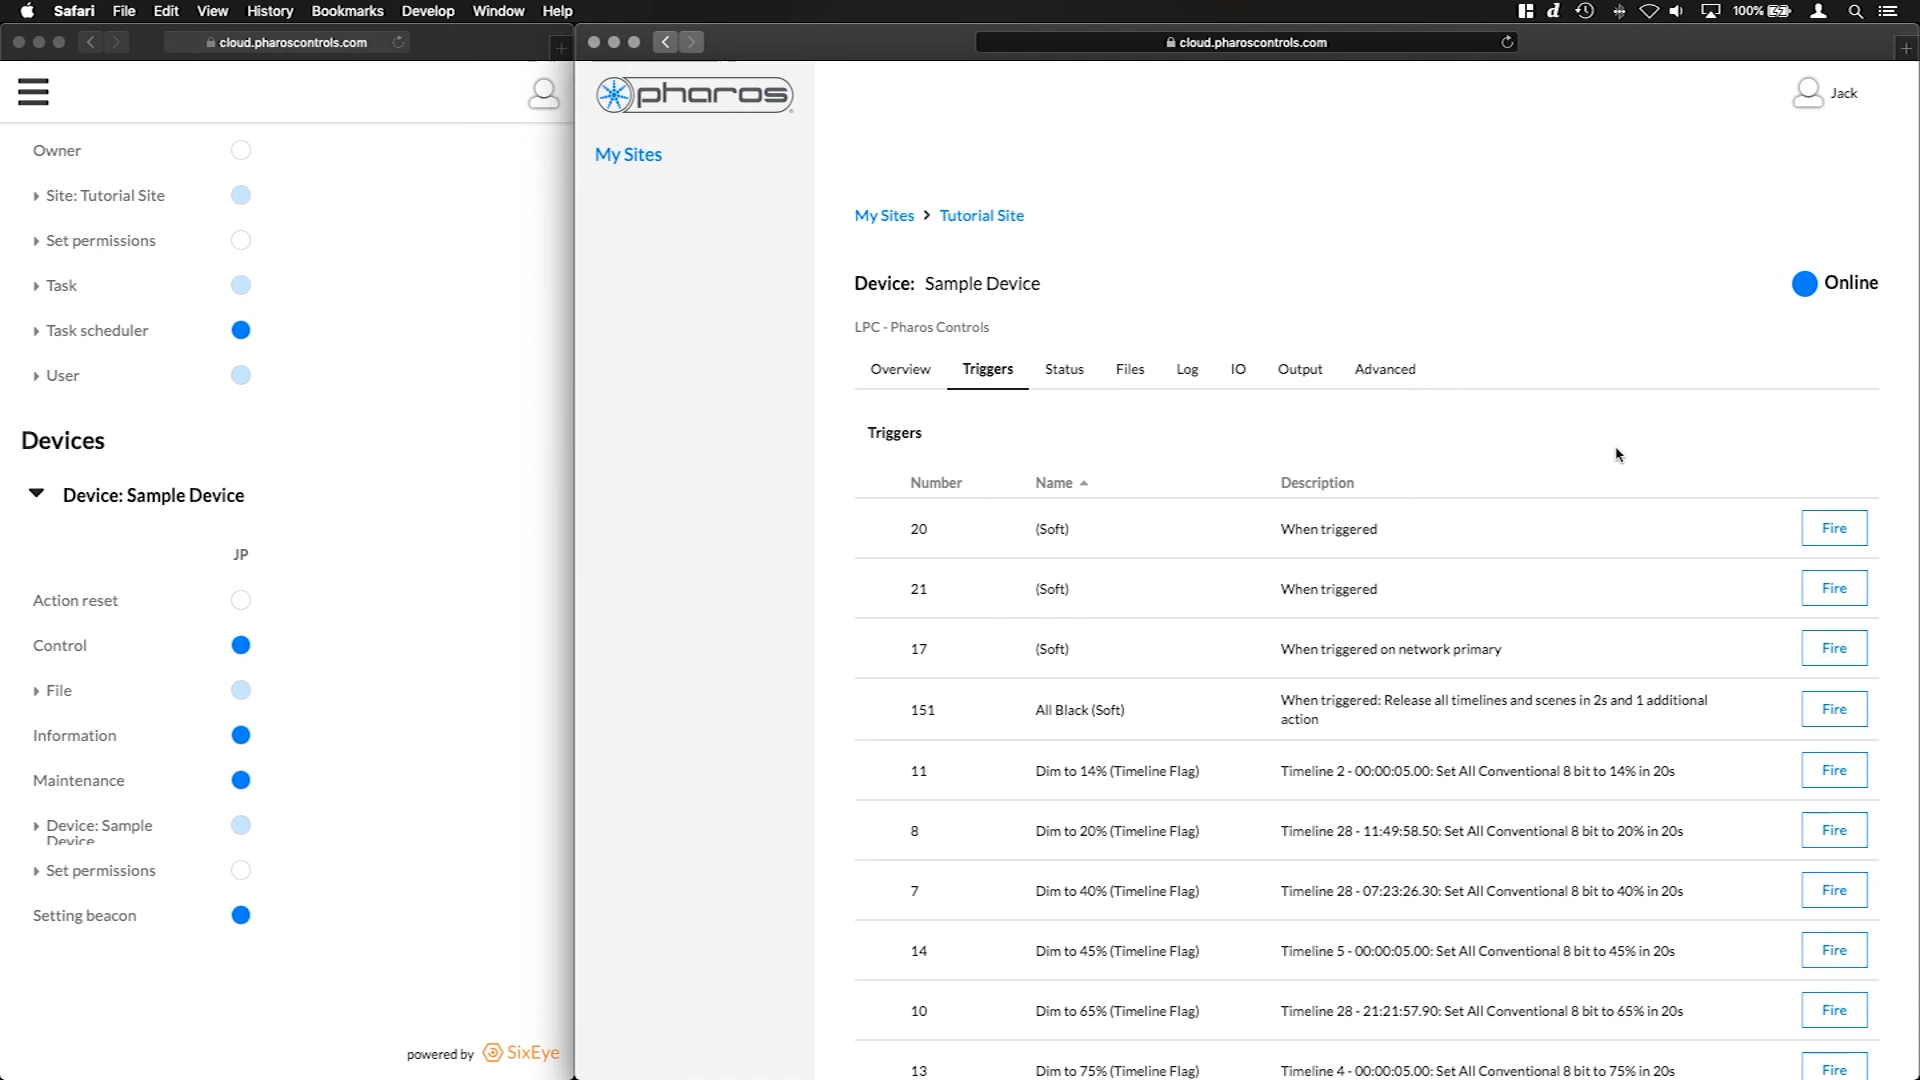 Safari File Edit View History Bookmarks Develop Window Help
100%
cloud.pharoscontrols.com
Owner
Site: Tutorial Site
Set permissions
Task
Task scheduler
User
Devices
Device: Sample Device
JP
Action reset
Control
File
Information
Maintenance
Device: Sample
Device
Set permissions
Setting beacon
powered by SixEye
cloud.pharoscontrols.com
pharos
Jack
My Sites
My Sites > Tutorial Site
Device: Sample Device
Online
LPC - Pharos Controls
Overview Triggers Status Files Log IO Output Advanced
Triggers
Number Name Description
20 (Soft) When triggered Fire
21 (Soft) When triggered Fire
17 (Soft) When triggered on network primary Fire
151 All Black (Soft) When triggered: Release all timelines and scenes in 2s and 1 additional
action Fire
11 Dim to 14% (Timeline Flag) Timeline 2 - 00:00:05.00: Set All Conventional 8 bit to 14% in 20s Fire
8 Dim to 20% (Timeline Flag) Timeline 28 - 11:49:58.50: Set All Conventional 8 bit to 20% in 20s Fire
7 Dim to 40% (Timeline Flag) Timeline 28 - 07:23:26.30: Set All Conventional 8 bit to 40% in 20s Fire
14 Dim to 45% (Timeline Flag) Timeline 5 - 00:00:05.00: Set All Conventional 8 bit to 45% in 20s Fire
10 Dim to 65% (Timeline Flag) Timeline 28 - 21:21:57.90: Set All Conventional 8 bit to 65% in 20s Fire
13 Dim to 75% (Timeline Flag) Timeline 4 - 00:00:05.00: Set All Conventional 8 bit to 75% in 20s Fire